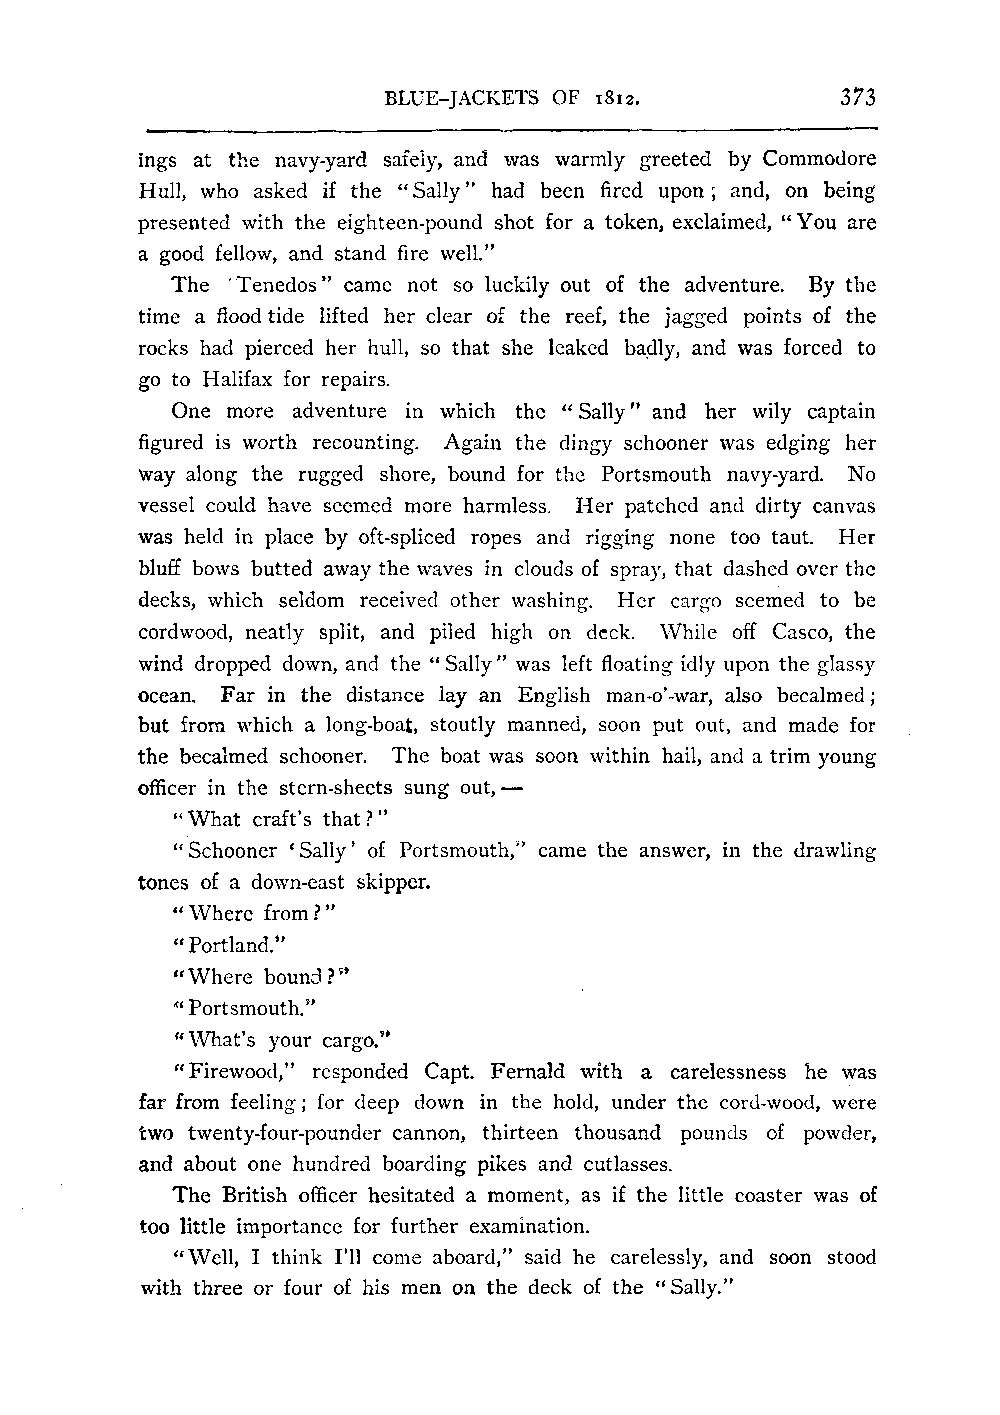 BLUE-JACKETS OF 1812. 373
ings at the navy-yard safely, and was warmly greeted by Commodore
Hull, who asked if the “Sally” had been fired upon; and, on being
presented with the eighteen-pound shot for a token, exclaimed, “You are
a good fellow, and stand fire well.”
The 'Tenedos” came not so luckily out of the adventure. By the
time a flood tide lifted her clear of the reef, the jagged points of the
rocks had pierced her hull, so that she leaked badly, and was forced to
go to Halifax for repairs.
One more adventure in which the “Sally” and her wily captain
figured is worth recounting. Again the dingy schooner was edging her
way along the rugged shore, bound for the Portsmouth navy-yard. No
vessel could have seemed more harmless. Her patched and dirty canvas
was held in place by oft-spliced ropes and rigging none too taut. Her
bluff bows butted away the waves in clouds of spray, that dashed over the
decks, which seldom received other washing. Her cargo seemed to be
cordwood, neatly split, and piled high on deck. While off Casco, the
wind dropped down, and the “Sally” was left floating idly upon the glassy
ocean. Far in the distance lay an English man-o'-war, also becalmed;
but from which a long-boat, stoutly manned, soon put out, and made for
the becalmed schooner. The boat was soon within hail, and a trim young
officer in the stern-sheets sung out,—
“What craft's that?”
“Schooner ‘Sally’ of Portsmouth,” came the answer, in the drawling
tones of a down-east skipper.
“Where from?”
“Portland.”
“Where bound?”
“Portsmouth.”
“What's your cargo.”
“Firewood,” responded Capt. Fernald with a carelessness he was
far from feeling; for deep down in the hold, under the cord-wood, were
two twenty-four-pounder cannon, thirteen thousand pounds of powder,
and about one hundred boarding pikes and cutlasses.
The British officer hesitated a moment, as if the little coaster was of
too little importance for further examination.
“Well, I think I'll come aboard,” said he carelessly, and soon stood
with three or four of his men on the deck of the “Sally.”